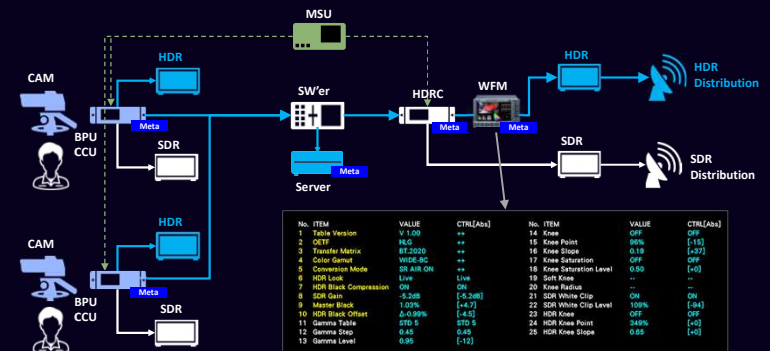 MSU
HDR
CAM
SW'er
HDRC
WFM
HDR
HDR
Distribution
BPU
CCU
Meta
Meta
Meta
SDR
Server
Meta
SDR
SDR
Distribution
HDR
CAM
BPU
CCU
Meta
SDR
No. ITEM VALUE CTRL[Abs] No. ITEM VALUE CTRL[Abs]
1 Table Version V 1.00 ++ 14 Knee OFF OFF
2 OETF HLG ++ 15 Knee Point 96% [-15]
3 Transfer Matrix BT.2020 ++ 16 Knee Slope 0.19 [+37]
4 Color Gamut WIDE-BC ++ 17 Knee Saturation OFF OFF
5 Conversion Mode SR AIR ON ++ 18 Knee Saturation Level 0.50 [+0]
6 HDR Look Live Live 19 Soft Knee -- --
7 HDR Black Compression ON ON 20 Knee Radius -- --
8 SDR Gain -5.2dB [-5.2dB] 21 SDR White Clip ON ON
9 Master Black 1.03% [+4.7] 22 SDR White Clip Level 109% [-94]
10 HDR Black Offset Δ-0.99% [-4.5] 23 HDR Knee OFF OFF
11 Gamma Table STD 5 STD 5 24 HDR Knee Point 349% [+0]
12 Gamma Step 0.45 0.45 25 HDR Knee Slope 0.65 [+0]
13 Gamma Level 0.95 [-12]